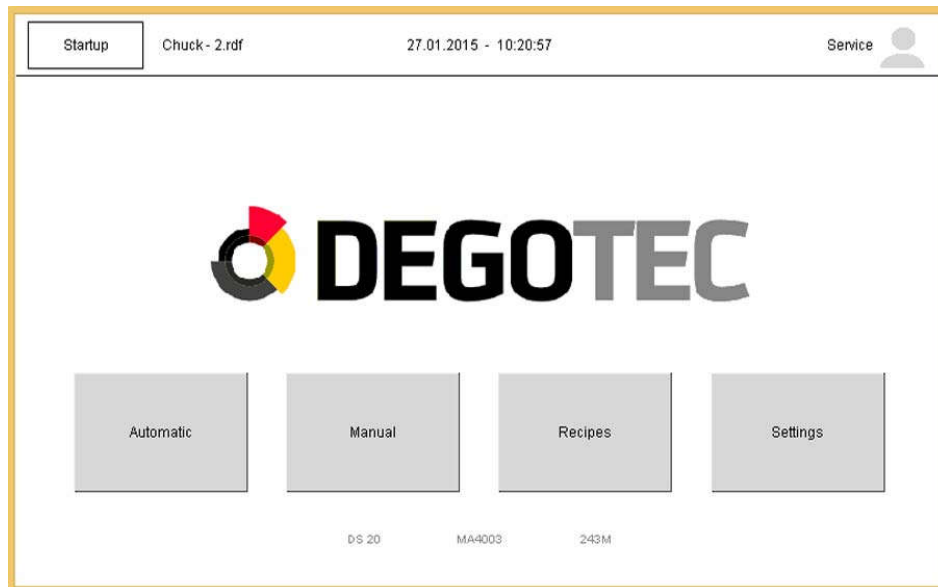 Startup Chuck - 2.rdf 27.01.2015 - 10:20:57 Service
DEGOTEC
Automatic Manual Recipes Settings
DS 20 MA4003 243M